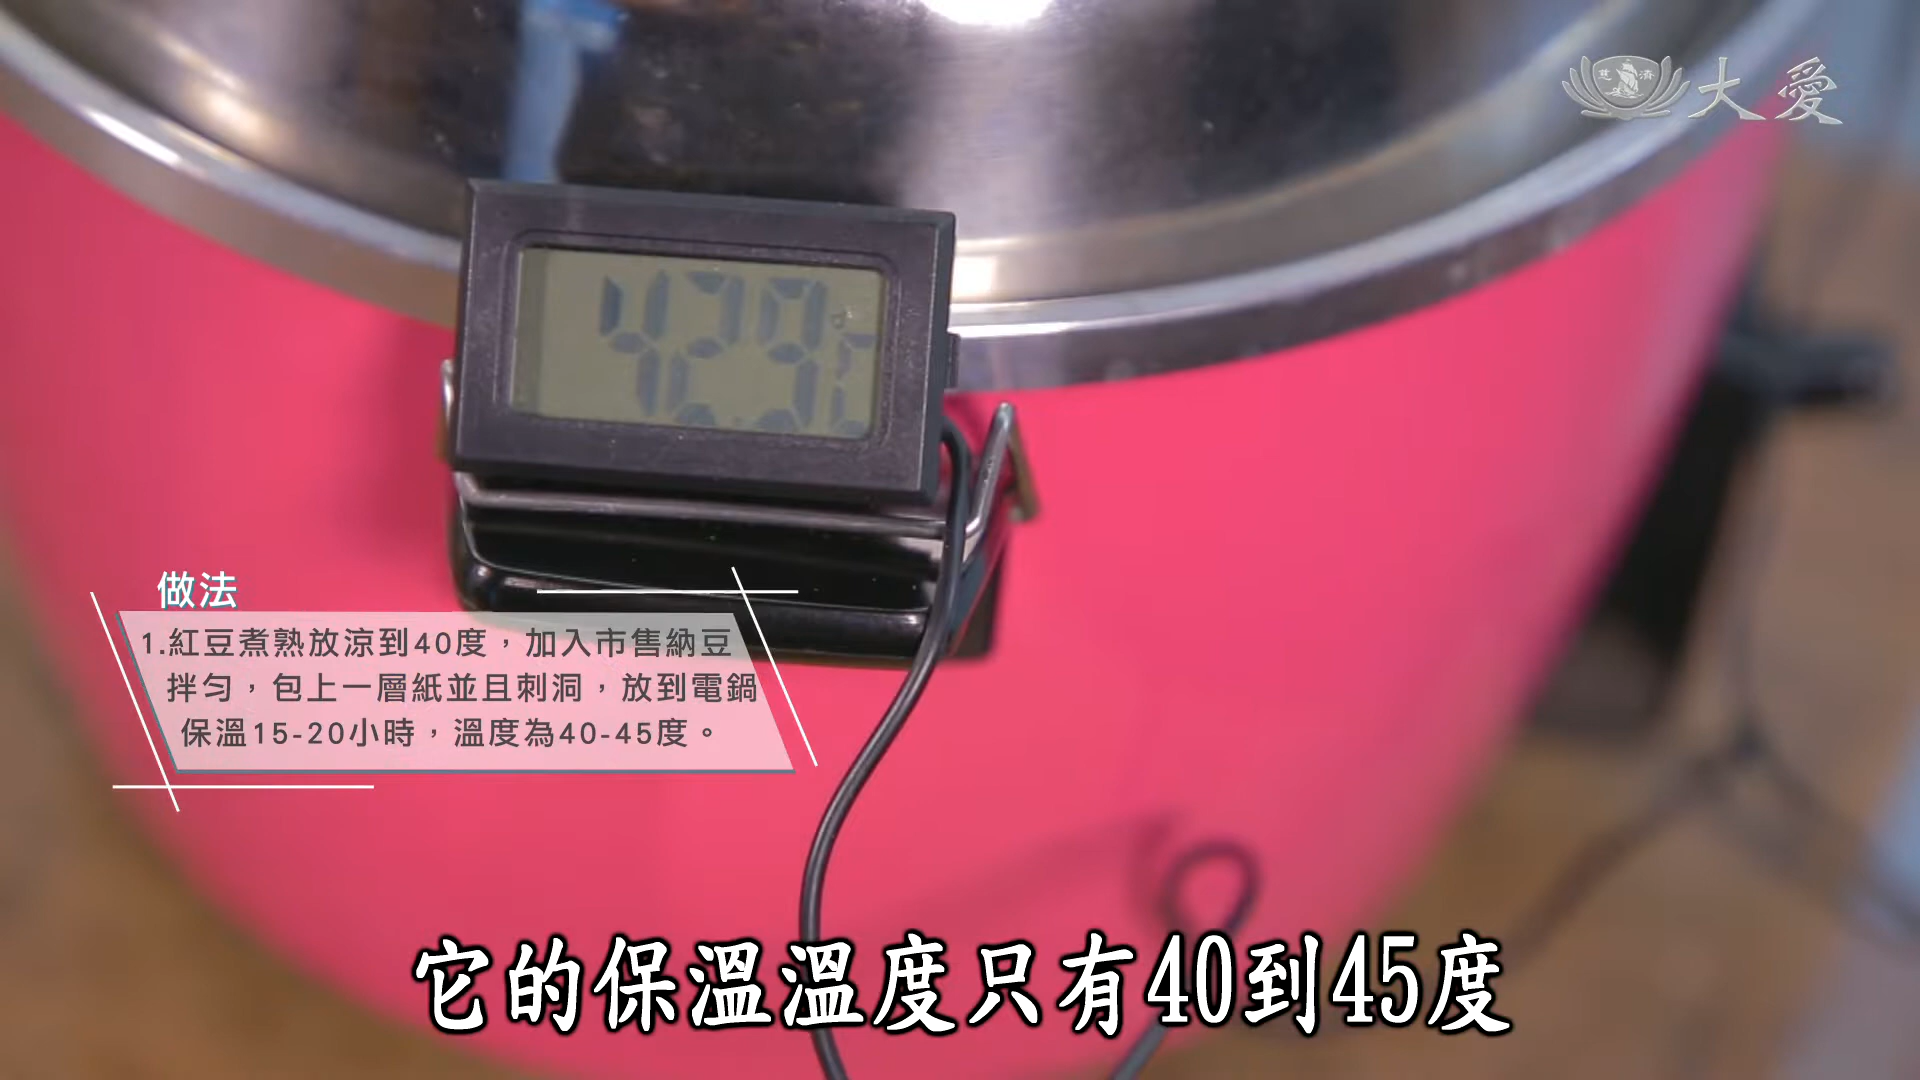 慈濟
大愛
42.9°C
做法
1.紅豆煮熟放涼到40度，加入市售納豆
拌勻，包上一層紙並且刺洞，放到電鍋
保溫15-20小時，溫度為40-45度。
它的保溫溫度只有40到45度